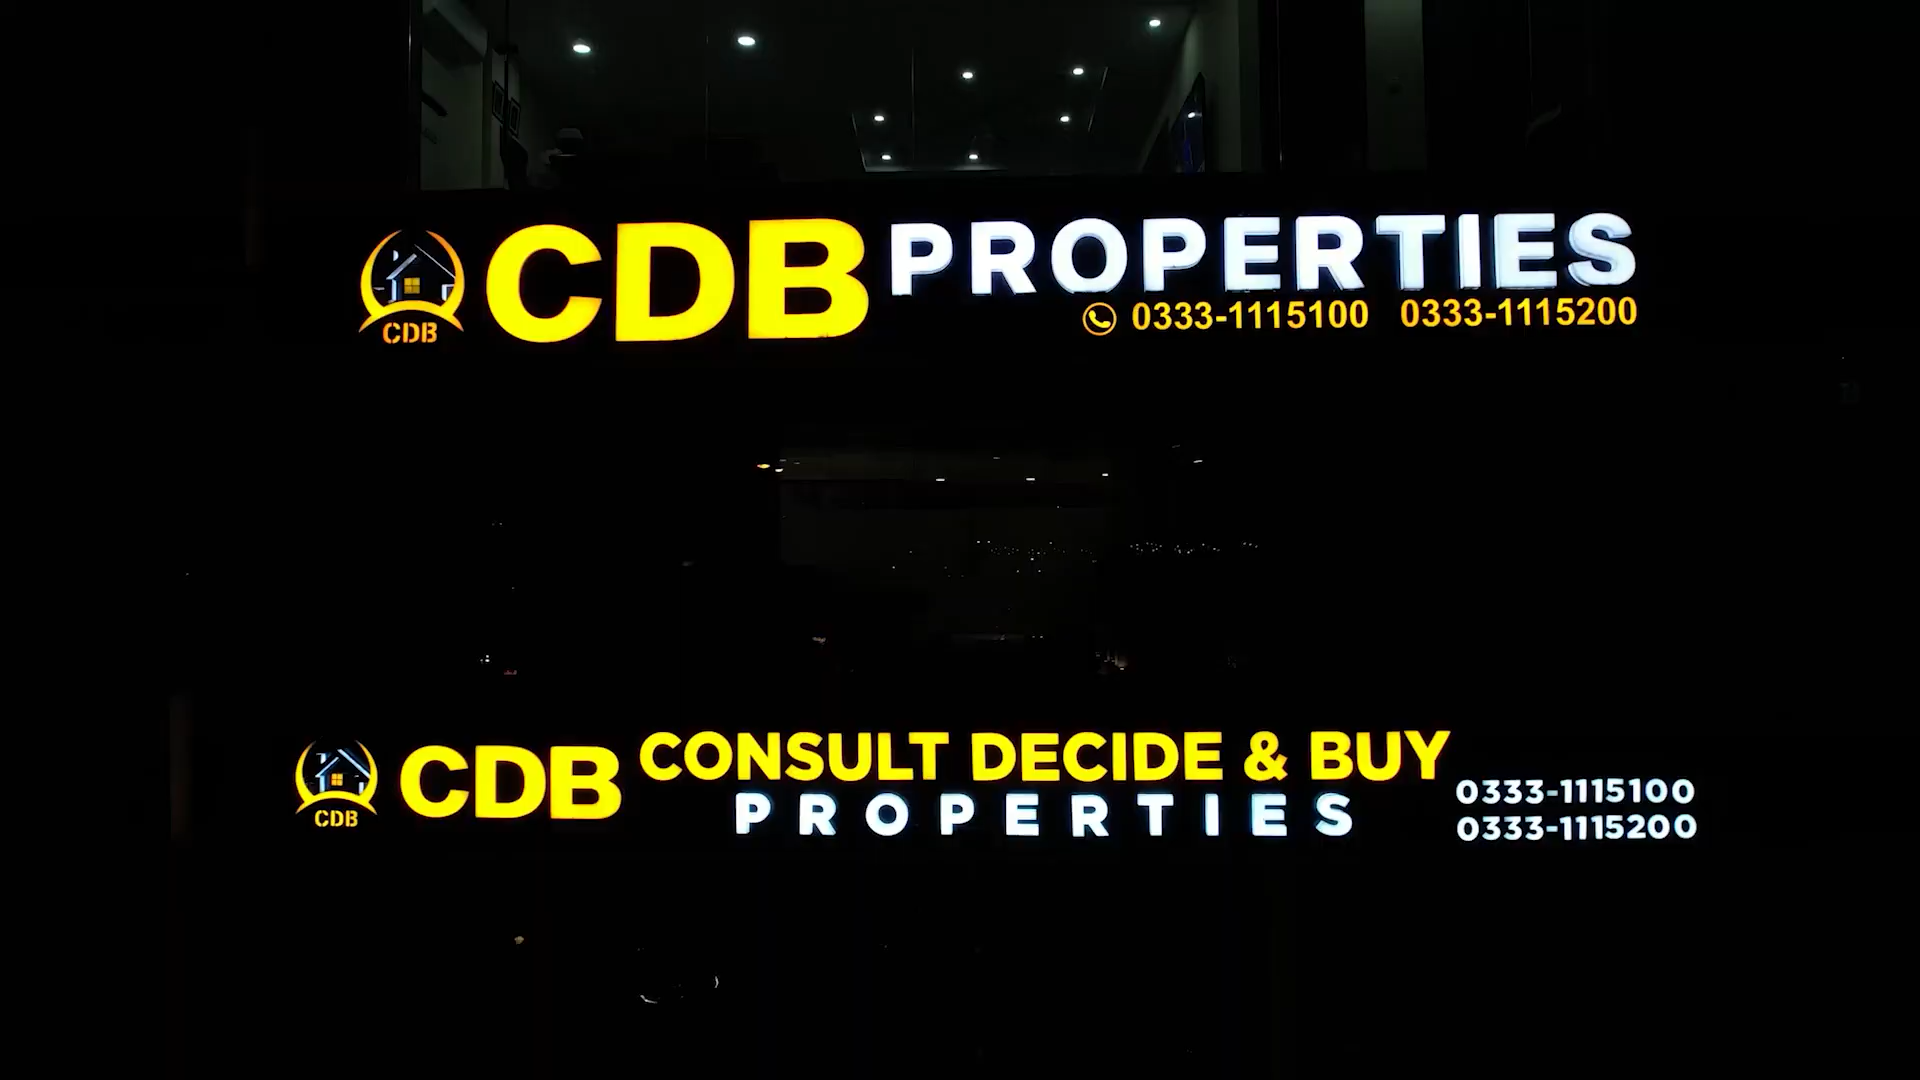 CDB
CDB PROPERTIES
0333-1115100 0333-1115200
CDB
CDB CONSULT DECIDE & BUY
PROPERTIES
0333-1115100
0333-1115200